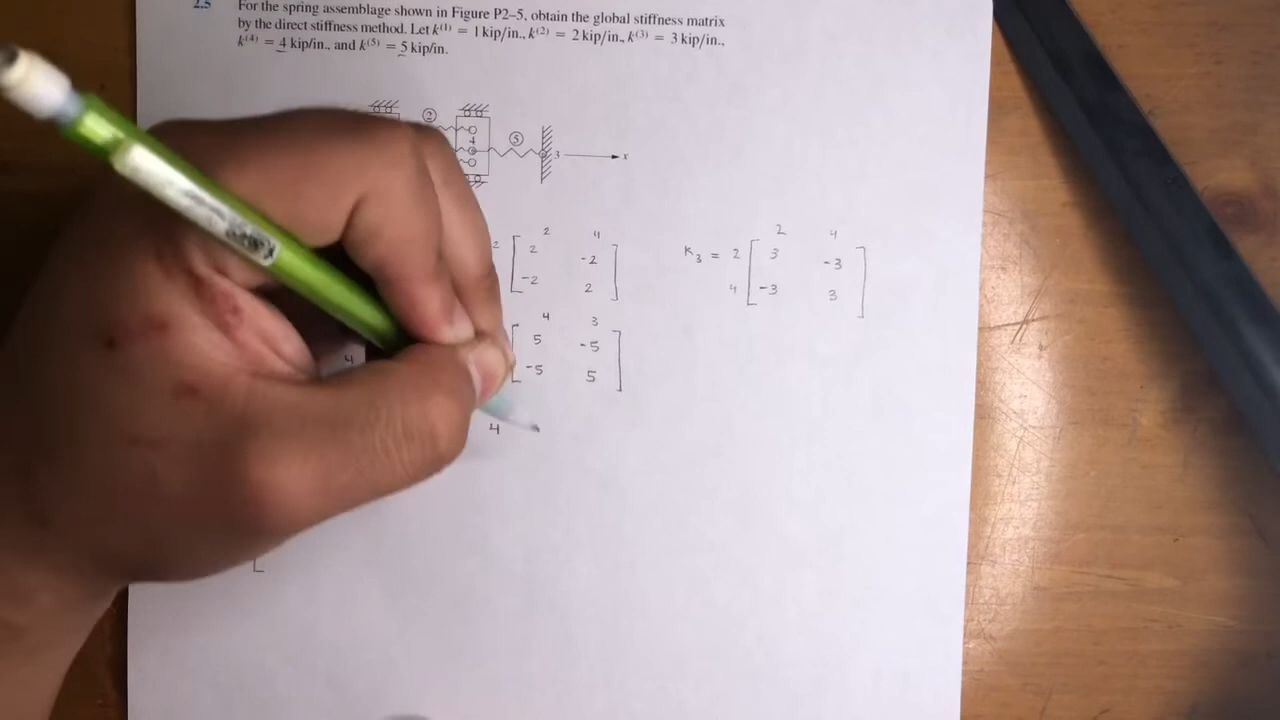 2.5 For the spring assemblage shown in Figure P2–5, obtain the global stiffness matrix
by the direct stiffness method. Let k⁽¹⁾ = 1 kip/in., k⁽²⁾ = 2 kip/in., k⁽³⁾ = 3 kip/in.,
k⁽⁴⁾ = 4 kip/in., and k⁽⁵⁾ = 5 kip/in.
2
4
5
3 x
2 4
2 2 -2
-2 2
2 4
K₃ = 2 3 -3
4 -3 3
4 3
5 -5
4 -5 5
4